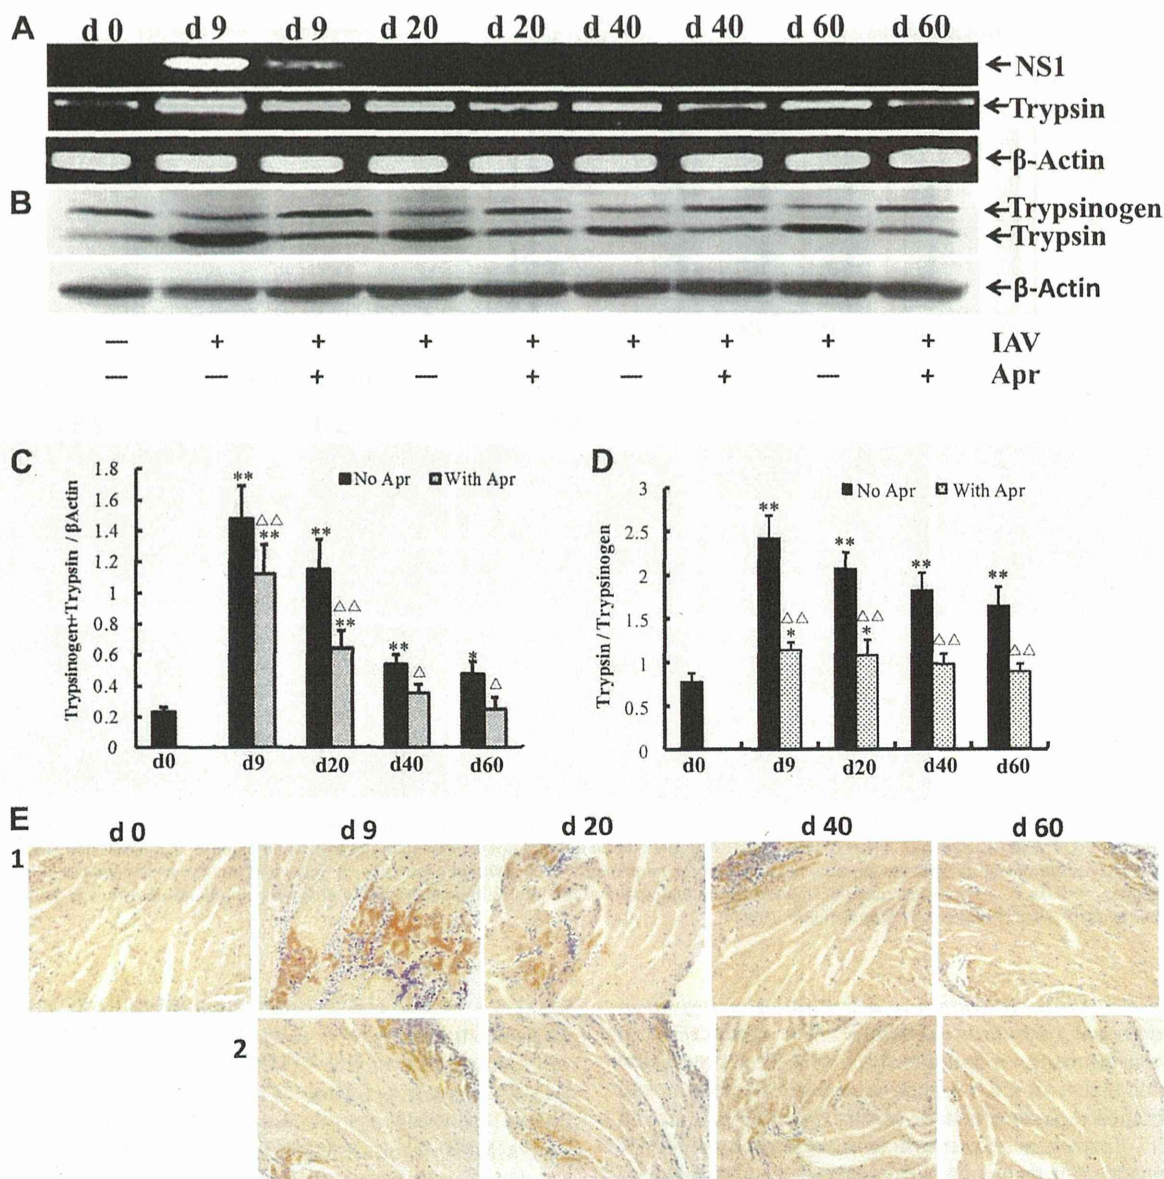 A
d 0 d 9 d 9 d 20 d 20 d 40 d 40 d 60 d 60
←NS1
←Trypsin
←β-Actin
B
←Trypsinogen
←Trypsin
←β-Actin
— + + + + + + + + IAV
— — + — + — + — + Apr
C
Trypsinogen+Trypsin / βActin
1.8
1.6
1.4
1.2
1
0.8
0.6
0.4
0.2
0
■ No Apr ■ With Apr
**
△△
**
**
△△
**
**
△
*
△
d0 d9 d20 d40 d60
D
Trypsin / Trypsinogen
3
2.5
2
1.5
1
0.5
0
■ No Apr ■ With Apr
**
△△
*
**
△△
*
**
△△
**
△△
d0 d9 d20 d40 d60
E
d 0 d 9 d 20 d 40 d 60
1
2